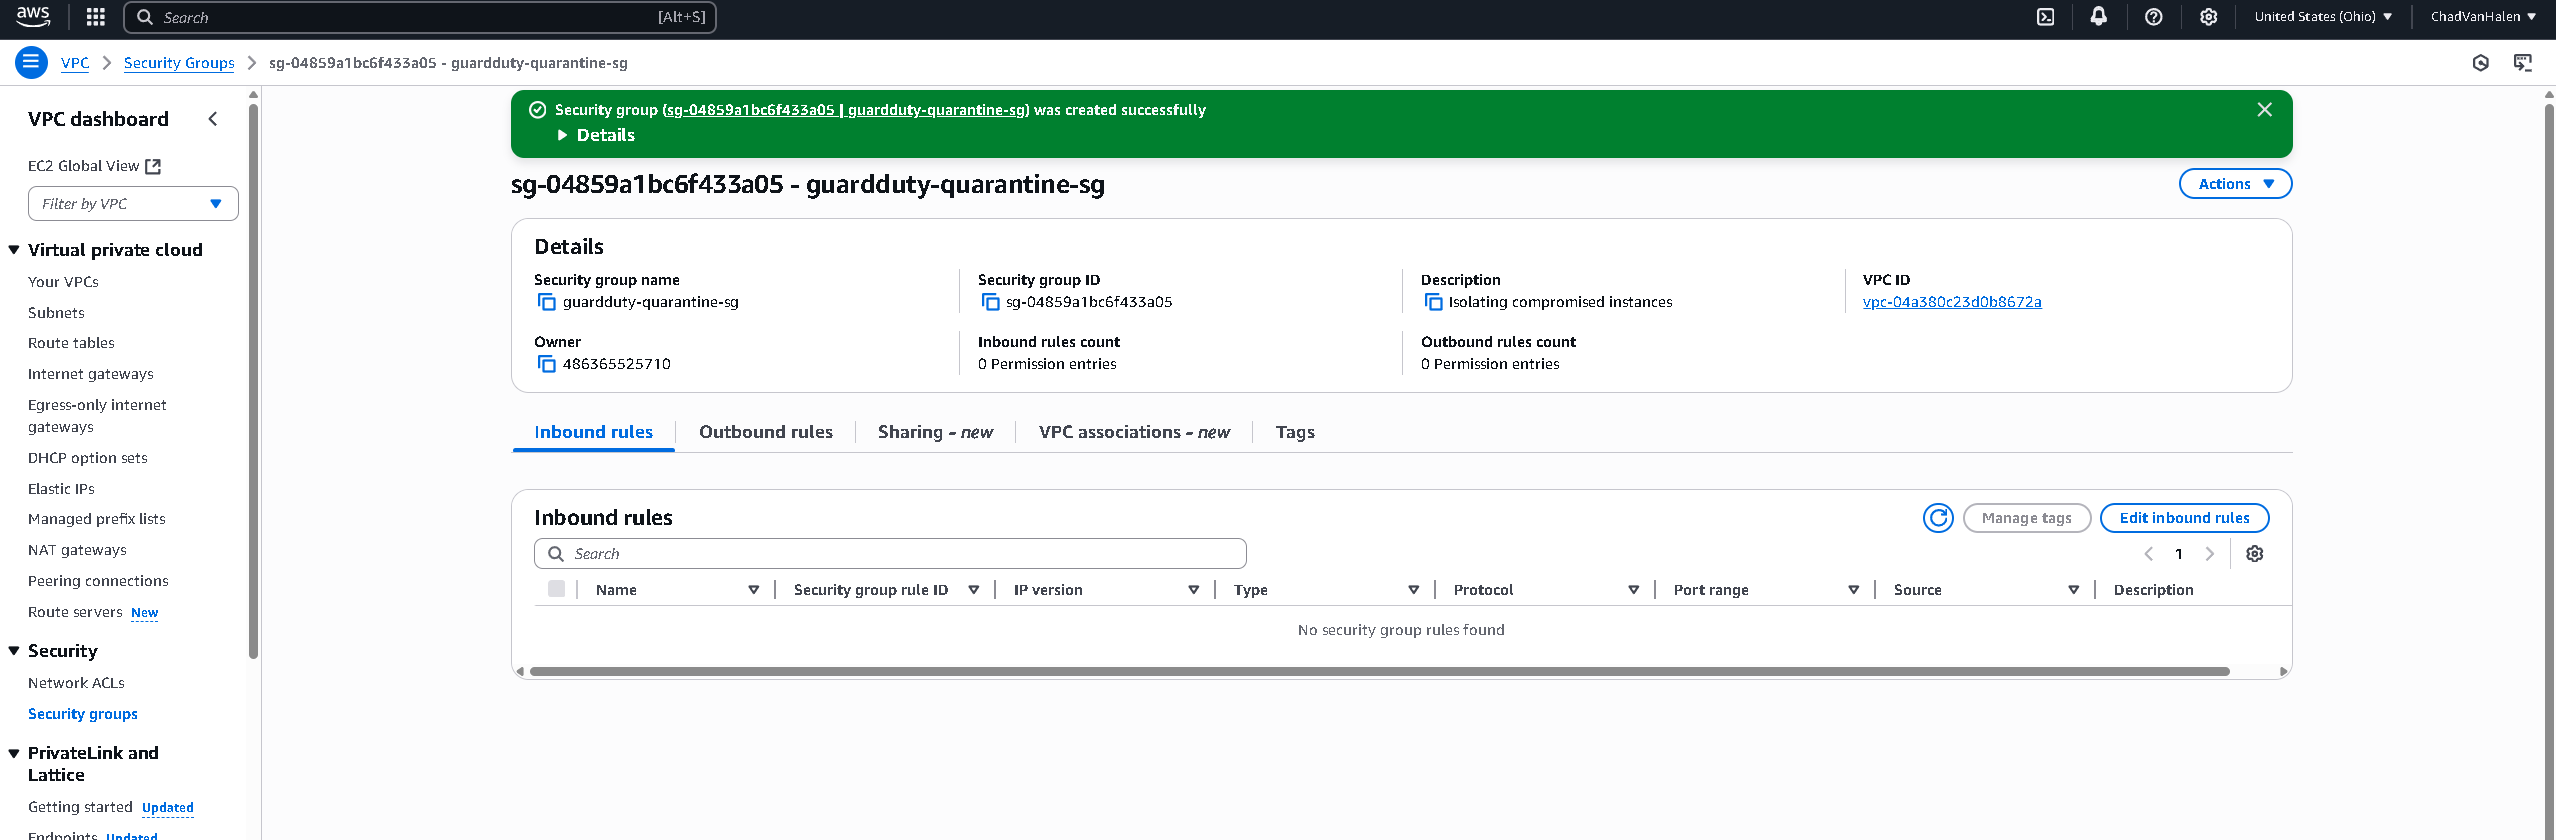 aws
Search [Alt+S]
United States (Ohio)
ChadVanHalen
VPC
Security Groups
sg-04859a1bc6f433a05 - guardduty-quarantine-sg
VPC dashboard
EC2 Global View
Filter by VPC
Virtual private cloud
Your VPCs
Subnets
Route tables
Internet gateways
Egress-only internet
gateways
DHCP option sets
Elastic IPs
Managed prefix lists
NAT gateways
Peering connections
Route servers New
Security
Network ACLs
Security groups
PrivateLink and
Lattice
Getting started Updated
Endpoints Updated
Security group (sg-04859a1bc6f433a05 | guardduty-quarantine-sg) was created successfully
Details
sg-04859a1bc6f433a05 - guardduty-quarantine-sg
Actions
Details
Security group name
guardduty-quarantine-sg
Security group ID
sg-04859a1bc6f433a05
Description
Isolating compromised instances
VPC ID
vpc-04a380c23d0b8672a
Owner
486365525710
Inbound rules count
0 Permission entries
Outbound rules count
0 Permission entries
Inbound rules
Outbound rules
Sharing - new
VPC associations - new
Tags
Inbound rules
Manage tags
Edit inbound rules
Search
1
Name
Security group rule ID
IP version
Type
Protocol
Port range
Source
Description
No security group rules found